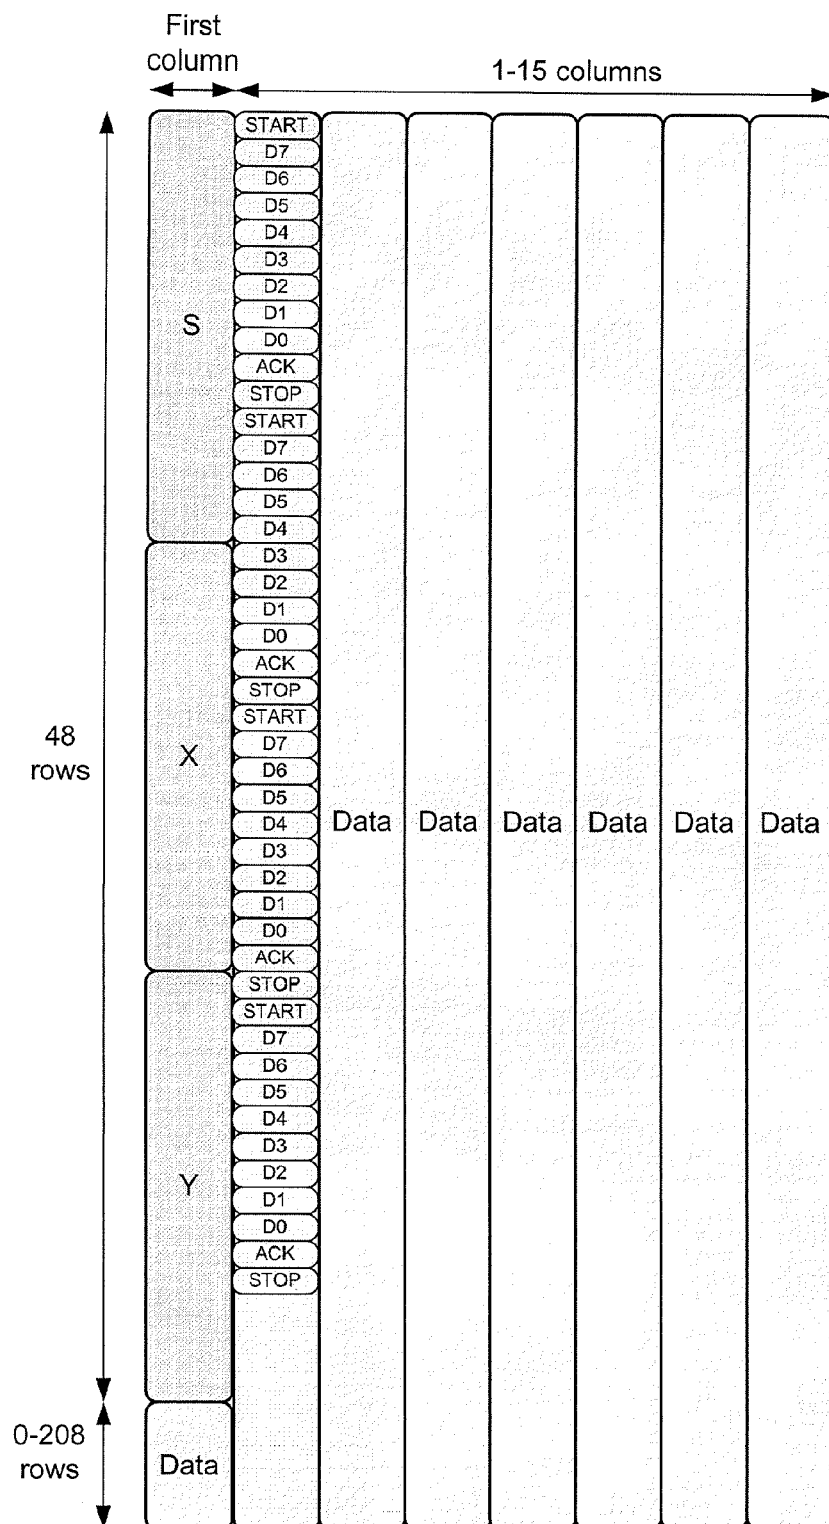 First
column
1-15 columns
START
D7
D6
D5
D4
D3
D2
D1
D0
ACK
STOP
START
D7
D6
D5
D4
D3
D2
D1
D0
ACK
STOP
START
D7
D6
D5
D4
D3
D2
D1
D0
ACK
STOP
START
D7
D6
D5
D4
D3
D2
D1
D0
ACK
STOP
S
X
Y
48
rows
Data Data Data Data Data Data
0-208
rows
Data